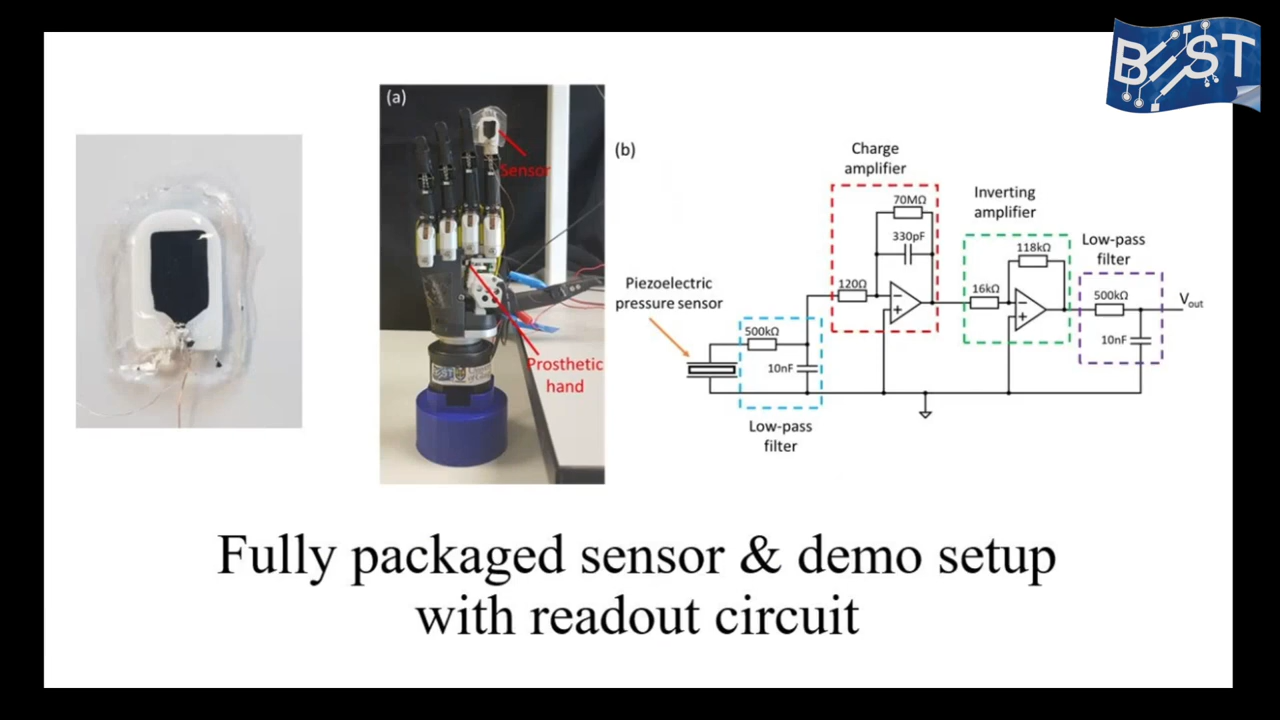 BEST
(a)
Sensor
Prosthetic
hand
(b)
Charge
amplifier
70MΩ
330pF
120Ω
Inverting
amplifier
118kΩ
16kΩ
Low-pass
filter
500kΩ
10nF
Vout
Piezoelectric
pressure sensor
500kΩ
10nF
Low-pass
filter
Fully packaged sensor & demo setup
with readout circuit